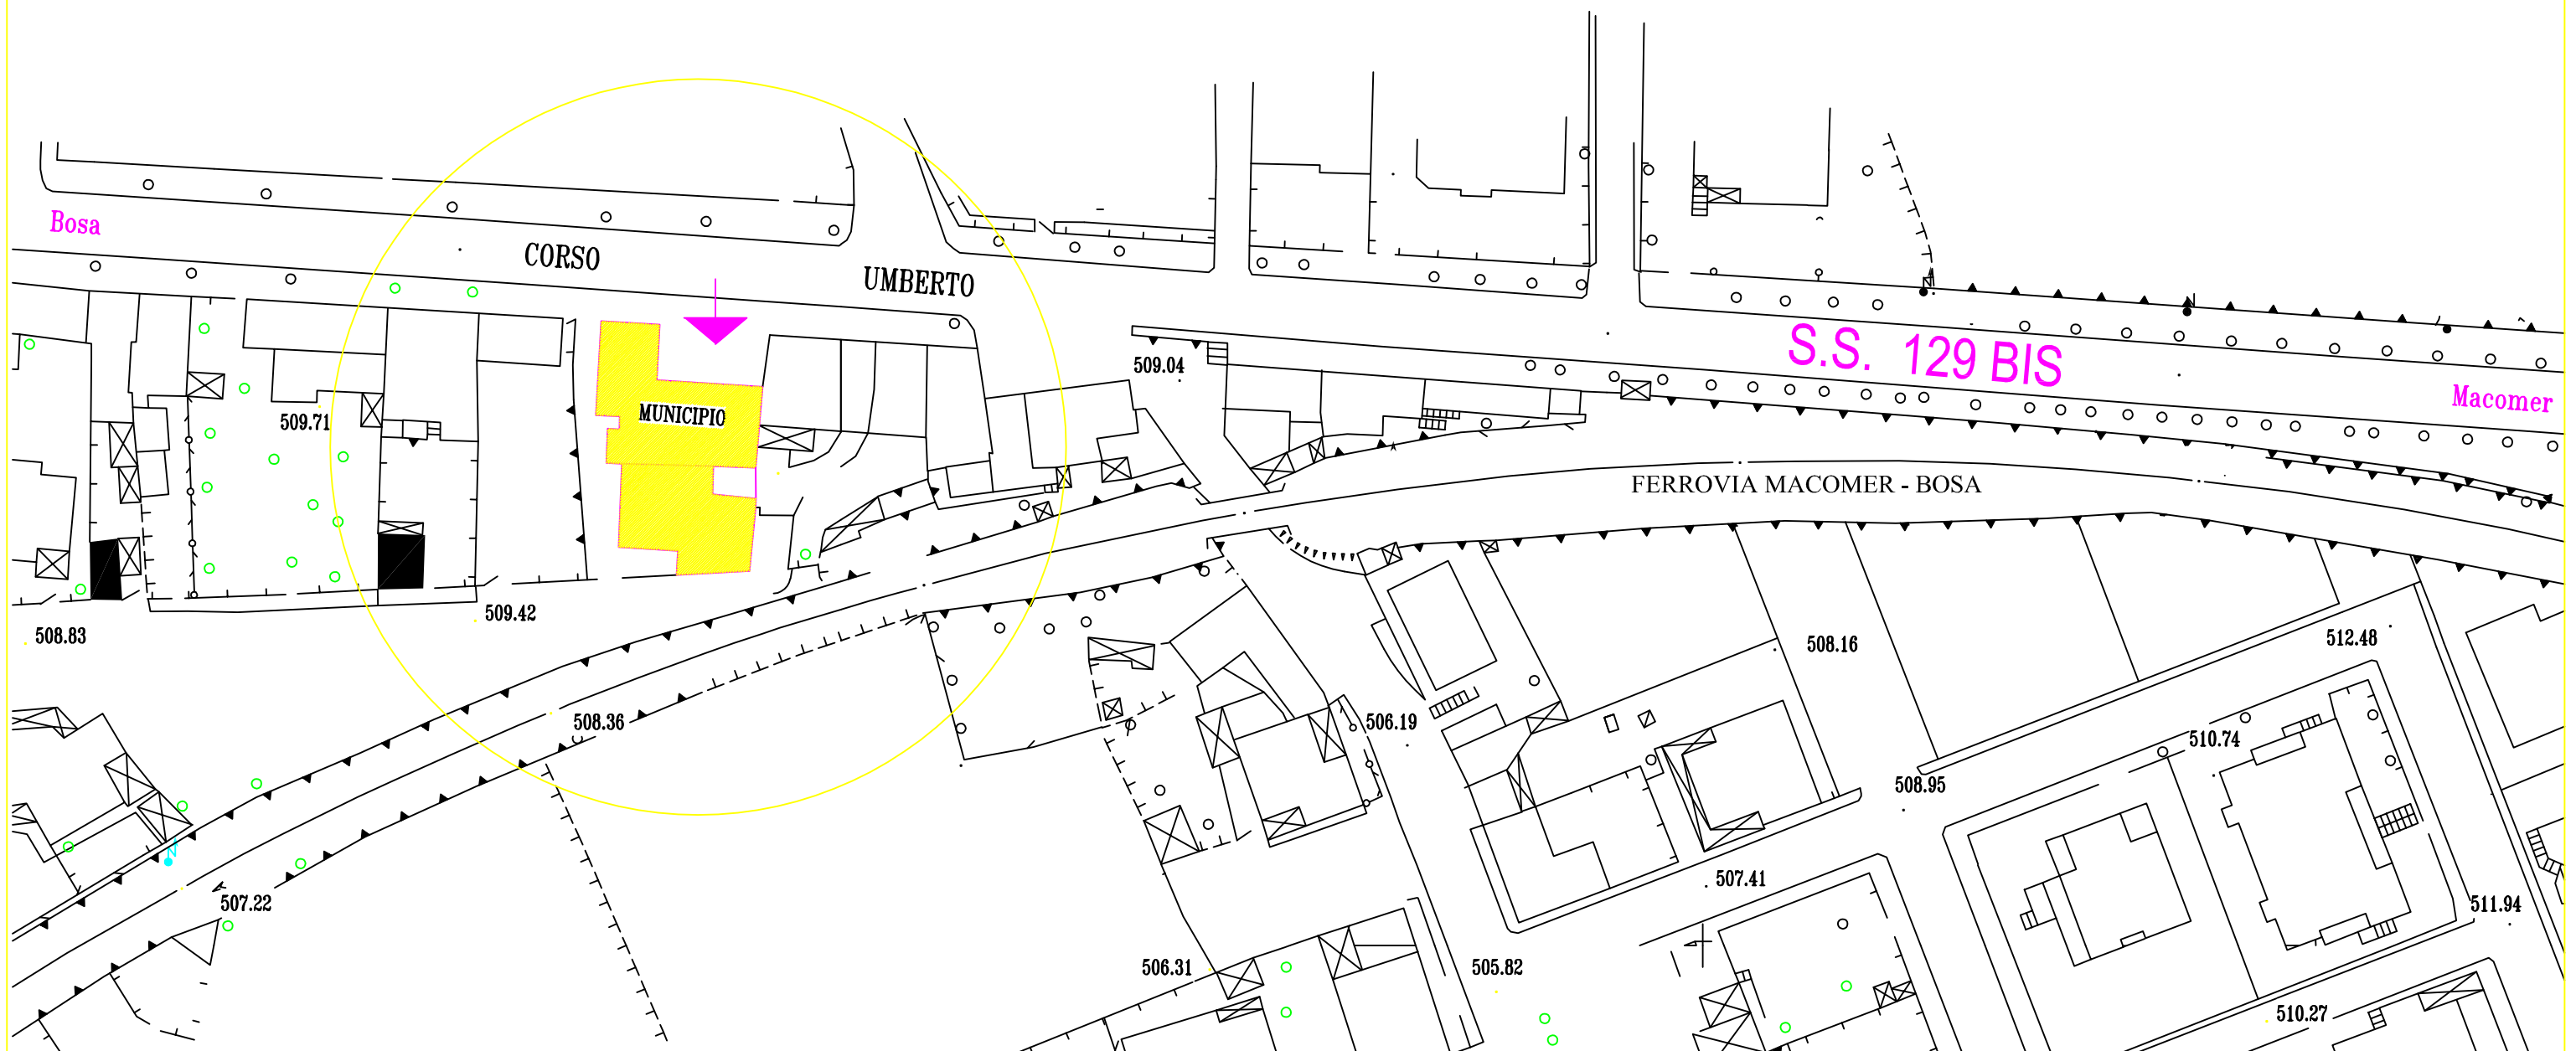 Bosa
CORSO
UMBERTO
S.S. 129 BIS
Macomer
509.04
MUNICIPIO
509.71
FERROVIA MACOMER - BOSA
509.42
508.83
508.16
512.48
508.36
506.19
510.74
508.95
507.41
507.22
511.94
506.31
505.82
510.27